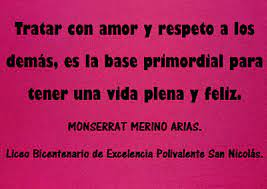 Tratar con amor y respeto a los
demás, es la base primordial para
tener una vida plena y feliz.
MONSERRAT MERINO ARIAS.
Liceo Bicentenario de Excelencia Polivalente San Nicolás.